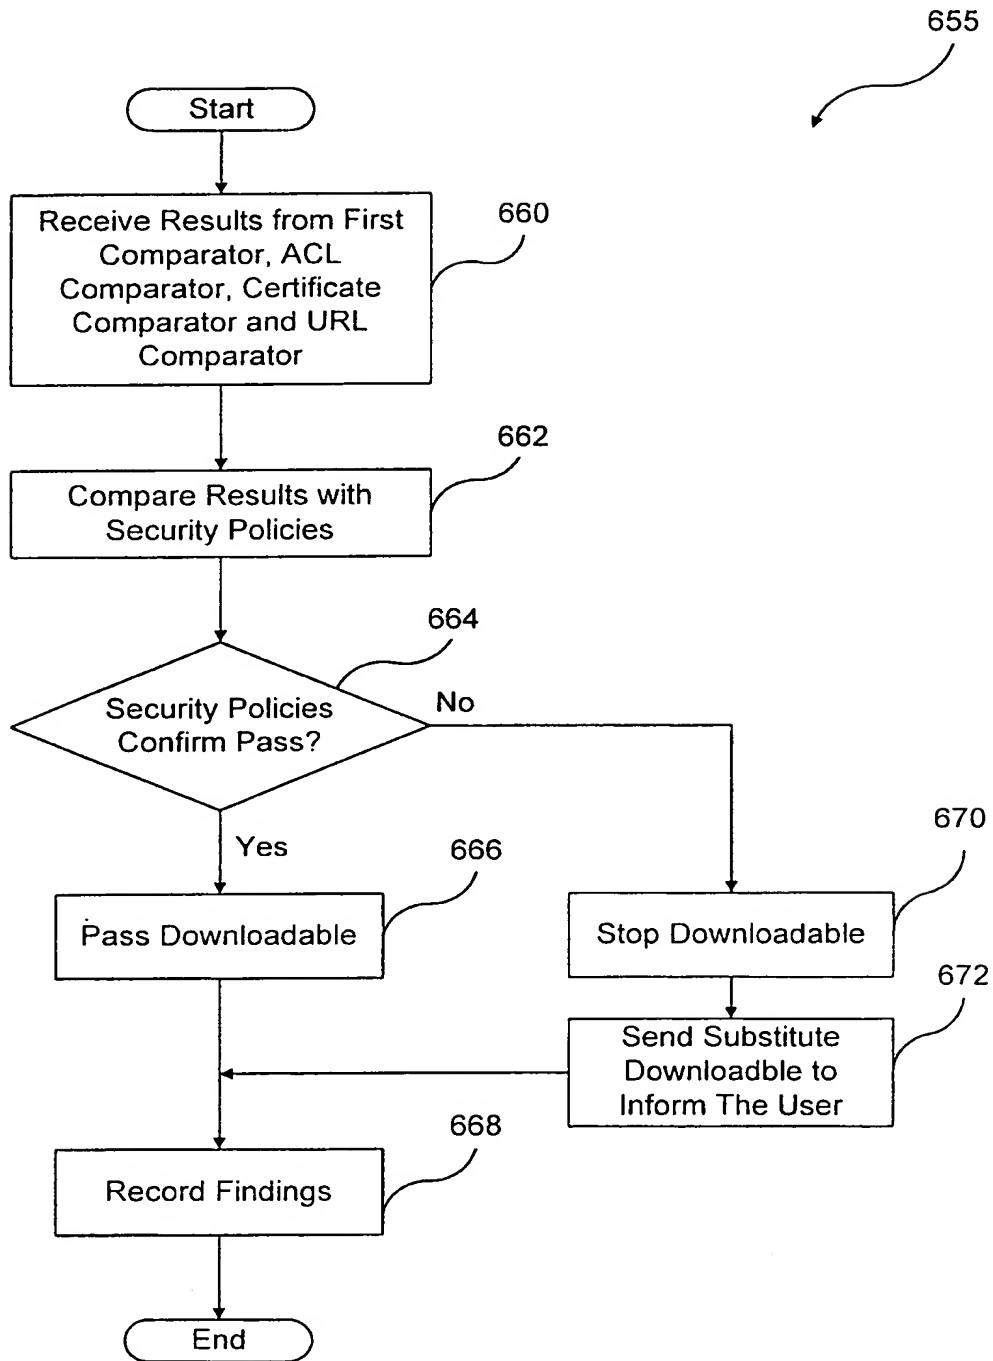 655
Start
Receive Results from First
Comparator, ACL
Comparator, Certificate
Comparator and URL
Comparator
660
Compare Results with
Security Policies
662
Security Policies
Confirm Pass?
664
No
Yes
Pass Downloadable
666
Stop Downloadable
670
Send Substitute
Downloadble to
Inform The User
672
Record Findings
668
End